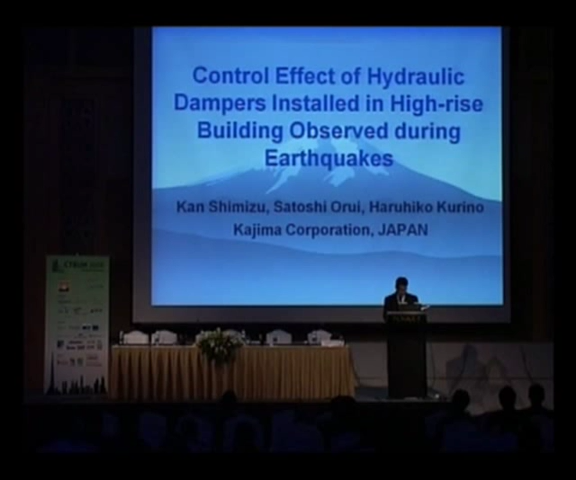 Control Effect of Hydraulic
Dampers Installed in High-rise
Building Observed during
Earthquakes
Kan Shimizu, Satoshi Orui, Haruhiko Kurino
Kajima Corporation, JAPAN